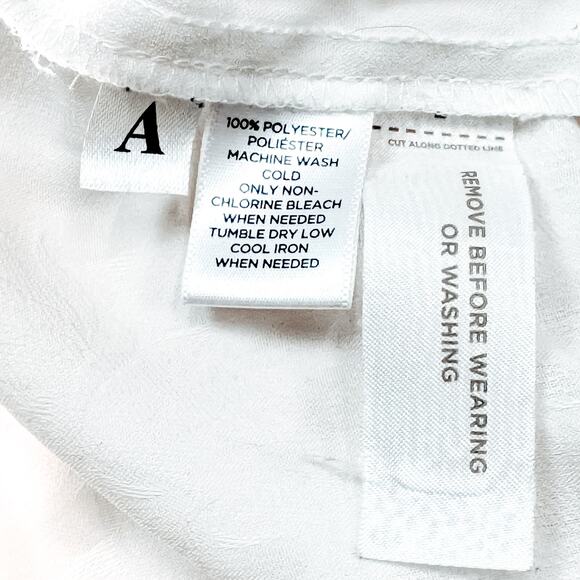 A
100% POLYESTER/
POLIÉSTER
MACHINE WASH
COLD
ONLY NON-
CHLORINE BLEACH
WHEN NEEDED
TUMBLE DRY LOW
COOL IRON
WHEN NEEDED
CUT ALONG DOTTED LINE
REMOVE BEFORE WEARING
OR WASHING